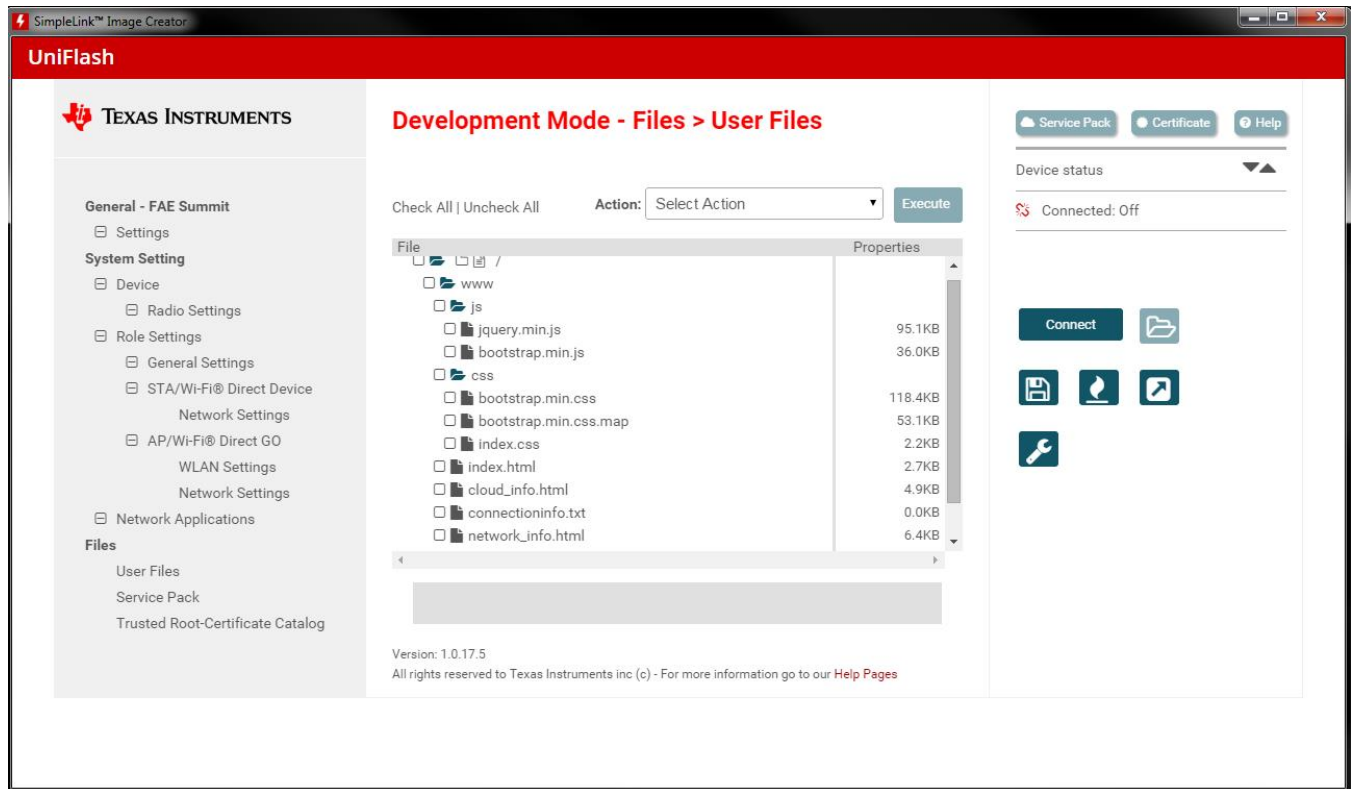 SimpleLink™ Image Creator
UniFlash
TEXAS INSTRUMENTS
General - FAE Summit
Settings
System Setting
Device
Radio Settings
Role Settings
General Settings
STA/Wi-Fi® Direct Device
Network Settings
AP/Wi-Fi® Direct GO
WLAN Settings
Network Settings
Network Applications
Files
User Files
Service Pack
Trusted Root-Certificate Catalog
Development Mode - Files > User Files
Check All | Uncheck All Action: Select Action Execute
File Properties
/
www
js
jquery.min.js 95.1KB
bootstrap.min.js 36.0KB
css
bootstrap.min.css 118.4KB
bootstrap.min.css.map 53.1KB
index.css 2.2KB
index.html 2.7KB
cloud_info.html 4.9KB
connectioninfo.txt 0.0KB
network_info.html 6.4KB
Version: 1.0.17.5
All rights reserved to Texas Instruments inc (c) - For more information go to our Help Pages
Service Pack Certificate Help
Device status
Connected: Off
Connect